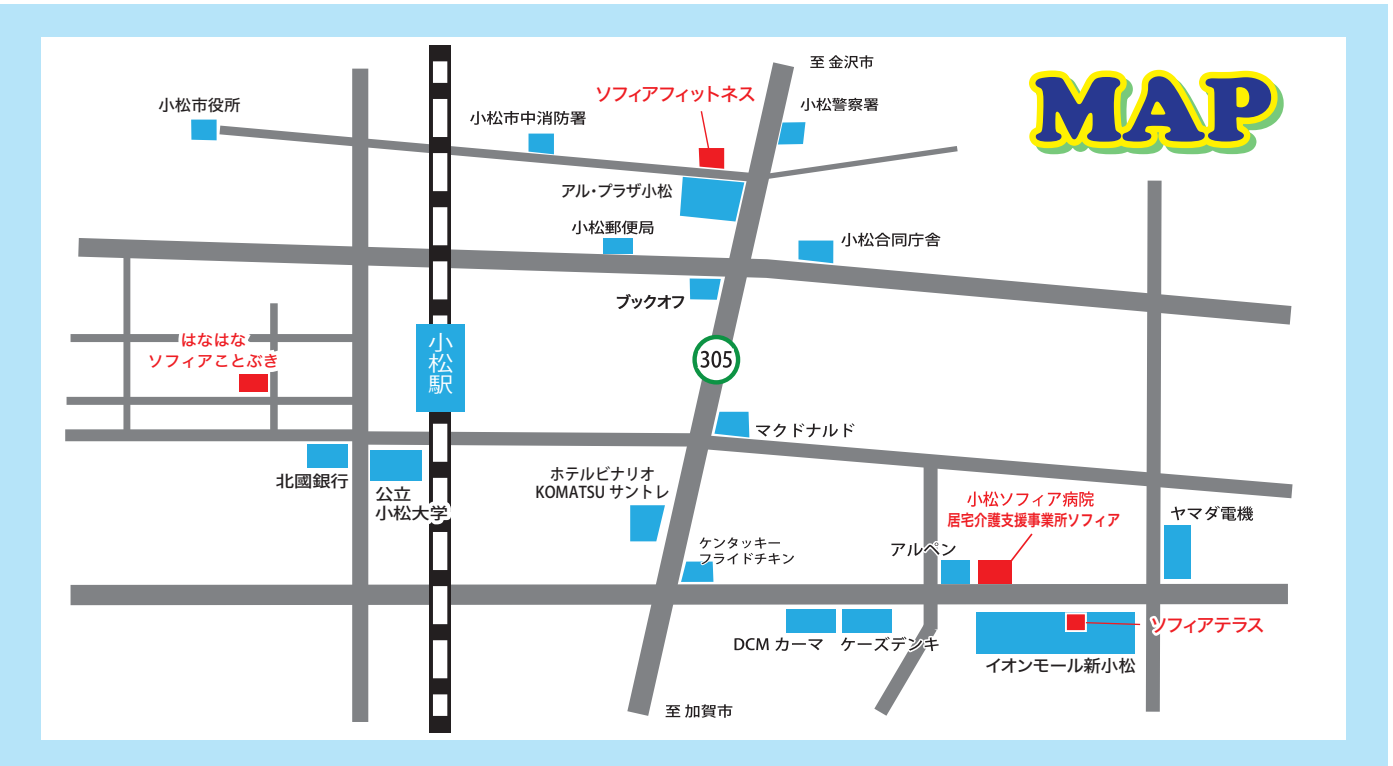 MAP
至 金沢市
ソフィアフィットネス
小松市役所
小松警察署
小松市中消防署
アル・プラザ小松
小松郵便局
小松合同庁舎
ブックオフ
はなはな
ソフィアことぶき
小松駅
305
マクドナルド
北國銀行
公立
小松大学
ホテルビナリオ
KOMATSU サントレ
小松ソフィア病院
居宅介護支援事業所ソフィア
ヤマダ電機
ケンタッキー
フライドチキン
アルペン
DCM カーマ
ケーズデンキ
ソフィアテラス
イオンモール新小松
至 加賀市